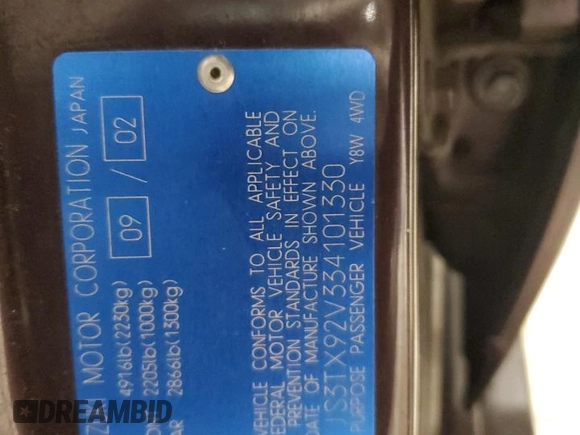 MOTOR CORPORATION JAPAN
09 / 02
4916lb(2230kg)
2205lb(1000kg)
2866lb(1300kg)
VEHICLE CONFORMS TO ALL APPLICABLE
FEDERAL MOTOR VEHICLE SAFETY AND
PREVENTION STANDARDS IN EFFECT ON
DATE OF MANUFACTURE SHOWN ABOVE.
JS3TX92V334101330
PURPOSE PASSENGER VEHICLE Y8W 4WD
DREAMBID